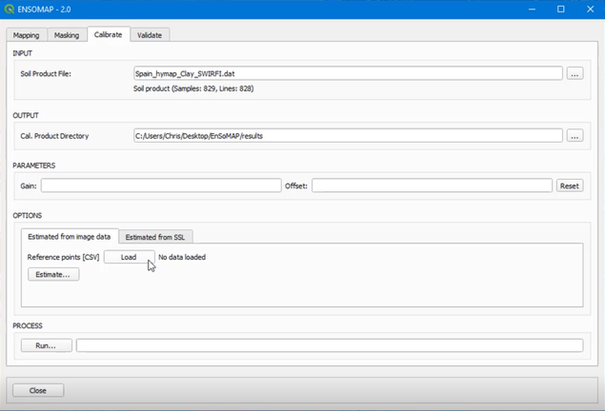 ENSOMAP - 2.0
Mapping Masking Calibrate Validate
INPUT
Soil Product File: Spain_hymap_Clay_SWIRFI.dat ...
Soil product (Samples: 829, Lines: 828)
OUTPUT
Cal. Product Directory C:/Users/Chris/Desktop/EnSoMAP/results ...
PARAMETERS
Gain: Offset: Reset
OPTIONS
Estimated from image data Estimated from SSL
Reference points [CSV] Load No data loaded
Estimate...
PROCESS
Run...
Close